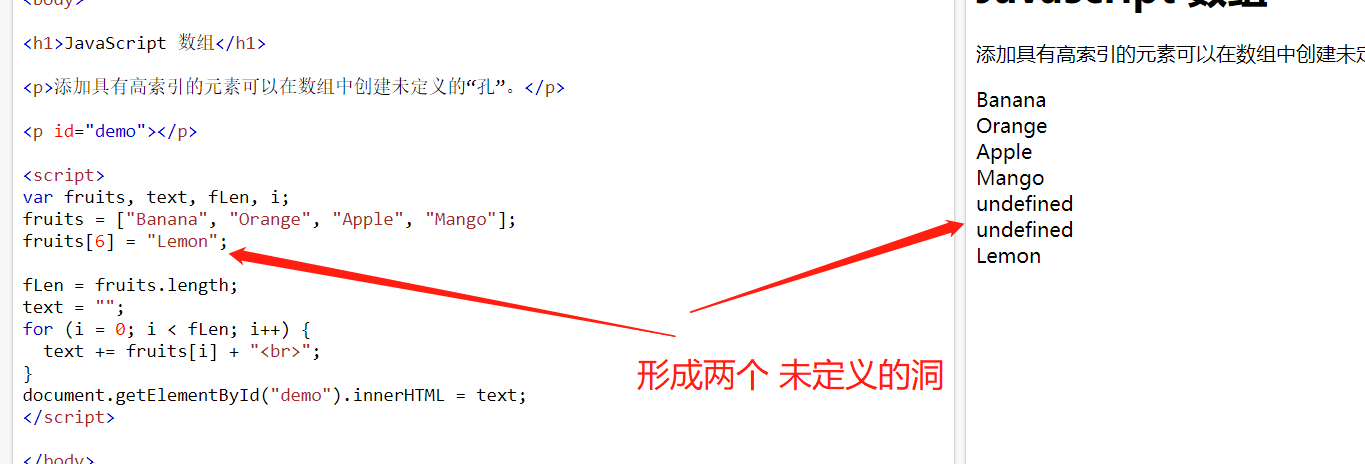 <body>
<h1>JavaScript 数组</h1>
<p>添加具有高索引的元素可以在数组中创建未定义的“孔”。</p>
<p id="demo"></p>
<script>
var fruits, text, fLen, i;
fruits = ["Banana", "Orange", "Apple", "Mango"];
fruits[6] = "Lemon";
fLen = fruits.length;
text = "";
for (i = 0; i < fLen; i++) {
  text += fruits[i] + "<br>";
}
document.getElementById("demo").innerHTML = text;
</script>
</body>
JavaScript 数组
添加具有高索引的元素可以在数组中创建未定
Banana
Orange
Apple
Mango
undefined
undefined
Lemon
形成两个 未定义的洞